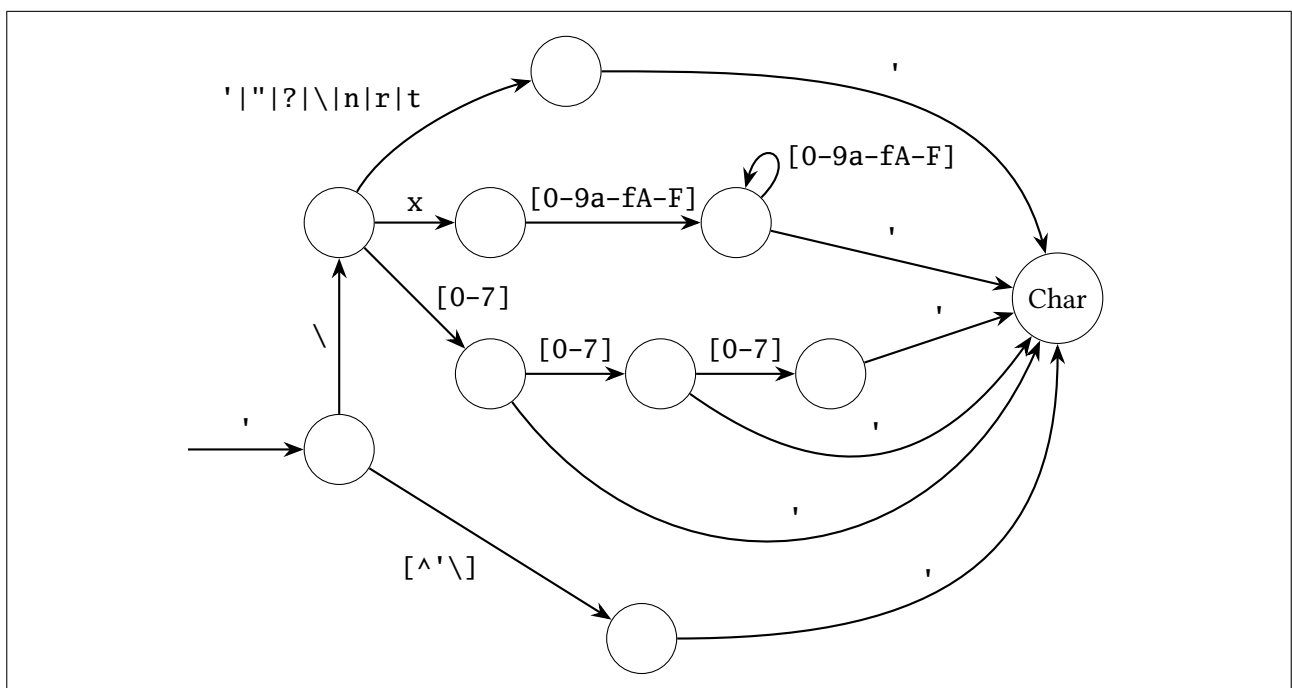 '
'|"|?|\|n|r|t
[0-9a-fA-F]
x
[0-9a-fA-F]
'
Char
[0-7]
'
\
[0-7]
[0-7]
'
'
'
[^'\]
'